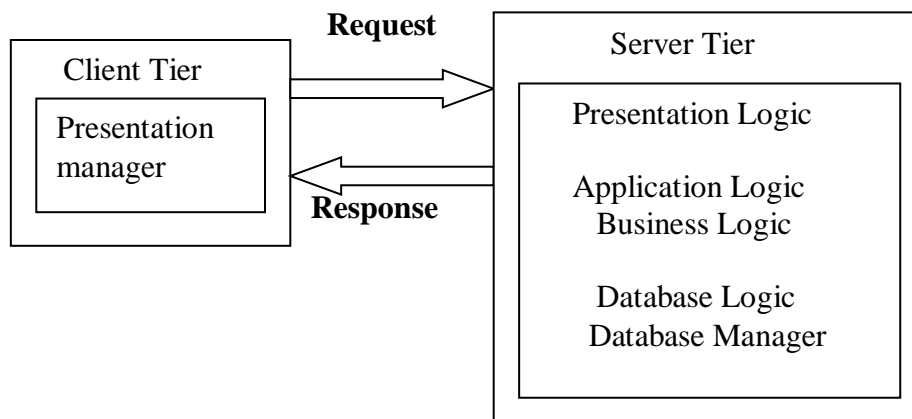 Request
Client Tier
Presentation
manager
Response
Server Tier
Presentation Logic
Application Logic
Business Logic
Database Logic
Database Manager